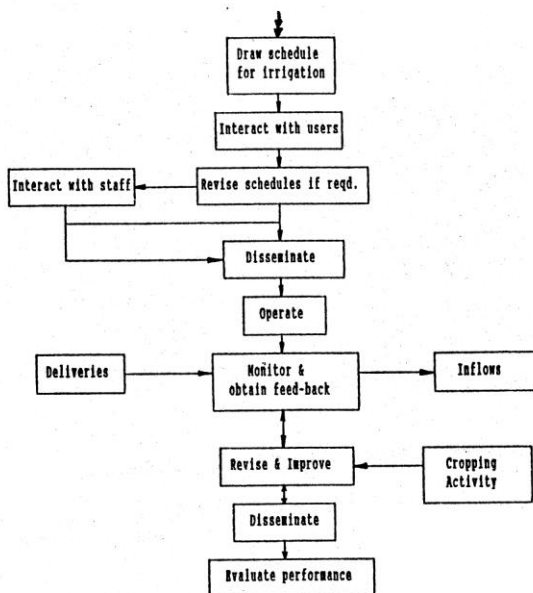 Draw schedule
for irrigation
Interact with users
Interact with staff
Revise schedules if reqd.
Disseminate
Operate
Deliveries
Monitor &
obtain feed-back
Inflows
Revise & Improve
Cropping
Activity
Disseminate
Evaluate performance